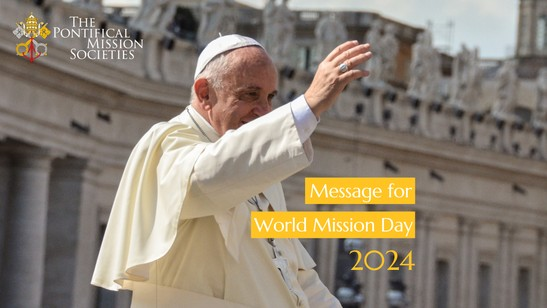 THE
PONTIFICAL
MISSION
SOCIETIES
Message for
World Mission Day
2024